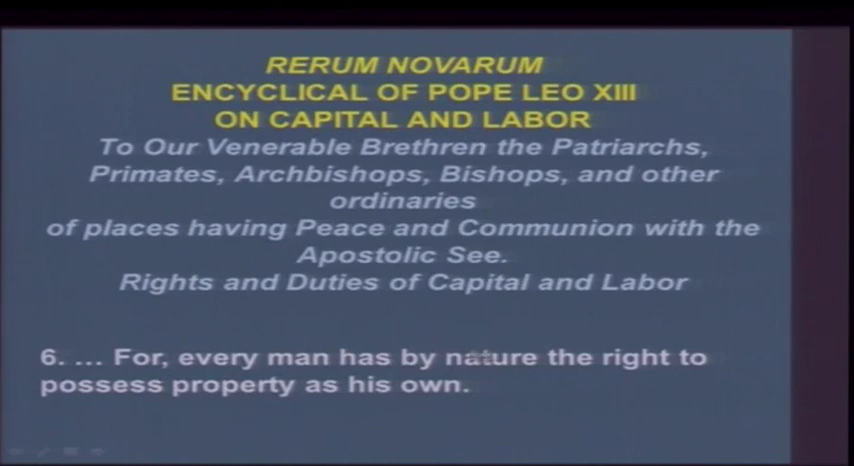 RERUM NOVARUM
ENCYCLICAL OF POPE LEO XIII
ON CAPITAL AND LABOR
To Our Venerable Brethren the Patriarchs,
Primates, Archbishops, Bishops, and other
ordinaries
of places having Peace and Communion with the
Apostolic See.
Rights and Duties of Capital and Labor
6. ... For, every man has by nature the right to
possess property as his own.